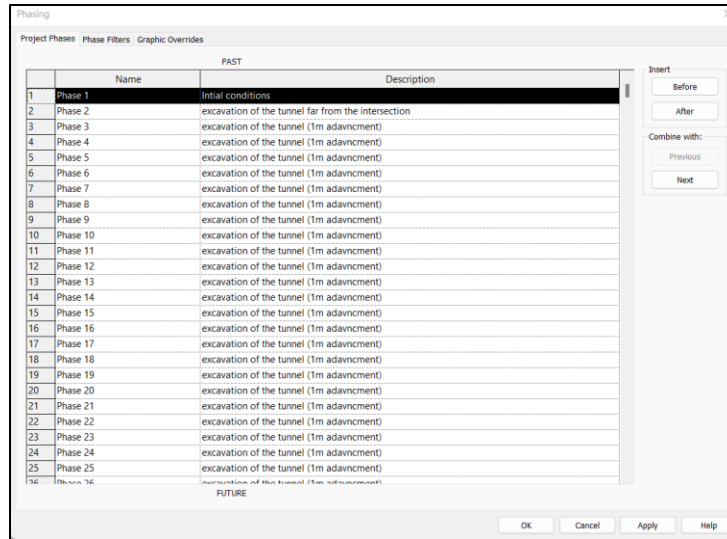 Phasing
Project Phases Phase Filters Graphic Overrides
PAST
Name Description
1 Phase 1 Intial conditions
2 Phase 2 excavation of the tunnel far from the intersection
3 Phase 3 excavation of the tunnel (1m adavncment)
4 Phase 4 excavation of the tunnel (1m adavncment)
5 Phase 5 excavation of the tunnel (1m adavncment)
6 Phase 6 excavation of the tunnel (1m adavncment)
7 Phase 7 excavation of the tunnel (1m adavncment)
8 Phase 8 excavation of the tunnel (1m adavncment)
9 Phase 9 excavation of the tunnel (1m adavncment)
10 Phase 10 excavation of the tunnel (1m adavncment)
11 Phase 11 excavation of the tunnel (1m adavncment)
12 Phase 12 excavation of the tunnel (1m adavncment)
13 Phase 13 excavation of the tunnel (1m adavncment)
14 Phase 14 excavation of the tunnel (1m adavncment)
15 Phase 15 excavation of the tunnel (1m adavncment)
16 Phase 16 excavation of the tunnel (1m adavncment)
17 Phase 17 excavation of the tunnel (1m adavncment)
18 Phase 18 excavation of the tunnel (1m adavncment)
19 Phase 19 excavation of the tunnel (1m adavncment)
20 Phase 20 excavation of the tunnel (1m adavncment)
21 Phase 21 excavation of the tunnel (1m adavncment)
22 Phase 22 excavation of the tunnel (1m adavncment)
23 Phase 23 excavation of the tunnel (1m adavncment)
24 Phase 24 excavation of the tunnel (1m adavncment)
25 Phase 25 excavation of the tunnel (1m adavncment)
26 Phase 26 excavation of the tunnel (1m adavncment)
FUTURE
Insert
Before
After
Combine with:
Previous
Next
OK Cancel Apply Help